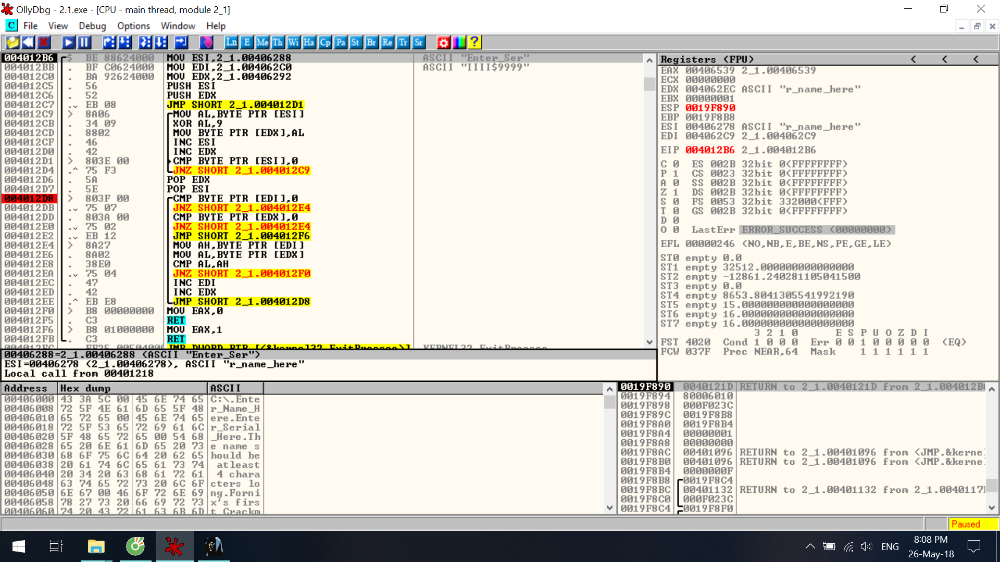 OllyDbg - 2.1.exe - [CPU - main thread, module 2_1]
C File View Debug Options Window Help
Ln E Me Th Wi Ha Cp Pa St Br Re Tr Sr ?
004012B6 $ BE 88624000 MOV ESI,2_1.00406288 ASCII "Enter_Ser"
004012BB . BF C0624000 MOV EDI,2_1.004062C0 ASCII "IIII$9999"
004012C0 . BA 92624000 MOV EDX,2_1.00406292
004012C5 . 56 PUSH ESI
004012C6 . 52 PUSH EDX
004012C7 .v EB 08 JMP SHORT 2_1.004012D1
004012C9 > 8A06 MOV AL,BYTE PTR [ESI]
004012CB . 34 09 XOR AL,9
004012CD . 8802 MOV BYTE PTR [EDX],AL
004012CF . 46 INC ESI
004012D0 . 42 INC EDX
004012D1 > 803E 00 CMP BYTE PTR [ESI],0
004012D4 .^ 75 F3 JNZ SHORT 2_1.004012C9
004012D6 . 5A POP EDX
004012D7 . 5E POP ESI
004012D8 > 803F 00 CMP BYTE PTR [EDI],0
004012DB .v 75 07 JNZ SHORT 2_1.004012E4
004012DD . 803A 00 CMP BYTE PTR [EDX],0
004012E0 .v 75 02 JNZ SHORT 2_1.004012E4
004012E2 .v EB 12 JMP SHORT 2_1.004012F6
004012E4 > 8A27 MOV AH,BYTE PTR [EDI]
004012E6 . 8A02 MOV AL,BYTE PTR [EDX]
004012E8 . 38E0 CMP AL,AH
004012EA .v 75 04 JNZ SHORT 2_1.004012F0
004012EC . 47 INC EDI
004012ED . 42 INC EDX
004012EE .^ EB E8 JMP SHORT 2_1.004012D8
004012F0 > B8 00000000 MOV EAX,0
004012F5 . C3 RET
004012F6 > B8 01000000 MOV EAX,1
004012FB . C3 RET
004012FC FF25 00504000 JMP DWORD PTR [<&kernel32.ExitProcess>] KERNEL32.ExitProcess
00406288=2_1.00406288 (ASCII "Enter_Ser")
ESI=00406278 (2_1.00406278), ASCII "r_name_here"
Local call from 00401218
Registers (FPU) < < <
EAX 00406539 2_1.00406539
ECX 00000000
EDX 004062EC ASCII "r_name_here"
EBX 00000001
ESP 0019F890
EBP 0019F8B8
ESI 00406278 ASCII "r_name_here"
EDI 004062C9 2_1.004062C9
EIP 004012B6 2_1.004012B6
C 0 ES 002B 32bit 0(FFFFFFFF)
P 1 CS 0023 32bit 0(FFFFFFFF)
A 0 SS 002B 32bit 0(FFFFFFFF)
Z 1 DS 002B 32bit 0(FFFFFFFF)
S 0 FS 0053 32bit 332000(FFF)
T 0 GS 002B 32bit 0(FFFFFFFF)
D 0
O 0 LastErr ERROR_SUCCESS (00000000)
EFL 00000246 (NO,NB,E,BE,NS,PE,GE,LE)
ST0 empty 0.0
ST1 empty 32512.000000000000000
ST2 empty -12861.240281105041500
ST3 empty 0.0
ST4 empty 8653.8041305541992190
ST5 empty 15.000000000000000000
ST6 empty 16.000000000000000000
ST7 empty 16.000000000000000000
3 2 1 0 E S P U O Z D I
FST 4020 Cond 1 0 0 0 Err 0 0 1 0 0 0 0 0 (EQ)
FCW 037F Prec NEAR,64 Mask 1 1 1 1 1 1
Address Hex dump ASCII
00406000 43 3A 5C 00 45 6E 74 65 C:\.Ente
00406008 72 5F 4E 61 6D 65 5F 48 r_Name_H
00406010 65 72 65 00 45 6E 74 65 ere.Ente
00406018 72 5F 53 65 72 69 61 6C r_Serial
00406020 5F 48 65 72 65 00 54 68 _Here.Th
00406028 65 20 6E 61 6D 65 20 73 e name s
00406030 68 6F 75 6C 64 20 62 65 hould be
00406038 20 61 74 6C 65 61 73 74  atleast
00406040 20 34 20 63 68 61 72 61  4 chara
00406048 63 74 65 72 73 20 6C 6F cters lo
00406050 6E 67 00 46 6F 72 6E 69 ng.Forni
00406058 78 27 73 20 66 69 72 73 x's firs
00406060 74 20 43 72 61 63 6B 6D t Crackm
0019F890 0040121D RETURN to 2_1.0040121D from 2_1.004012B
0019F894 80006010
0019F898 000F023C
0019F89C 0019F8B8
0019F8A0 0019F8B4
0019F8A4 00000001
0019F8A8 00000000
0019F8AC 00401096 RETURN to 2_1.00401096 from <JMP.&kerne
0019F8B0 00401096 RETURN to 2_1.00401096 from <JMP.&kerne
0019F8B4 0000000F
0019F8B8 0019F8C4
0019F8BC 00401132 RETURN to 2_1.00401132 from 2_1.0040117
0019F8C0 000F023C
0019F8C4 0019F8F0
Paused
ENG
8:08 PM
26-May-18